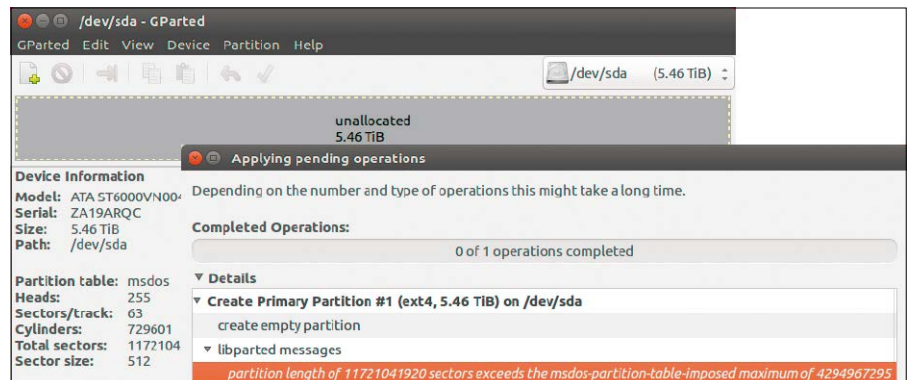 /dev/sda - GParted
GParted Edit View Device Partition Help
/dev/sda (5.46 TiB)
unallocated
5.46 TiB
Applying pending operations
Depending on the number and type of operations this might take a long time.
Completed Operations:
0 of 1 operations completed
Details
Create Primary Partition #1 (ext4, 5.46 TiB) on /dev/sda
create empty partition
libparted messages
partition length of 11721041920 sectors exceeds the msdos-partition-table-imposed maximum of 4294967295
Device Information
Model: ATA ST6000VN004
Serial: ZA19ARQC
Size: 5.46 TiB
Path: /dev/sda
Partition table: msdos
Heads: 255
Sectors/track: 63
Cylinders: 729601
Total sectors: 1172104
Sector size: 512